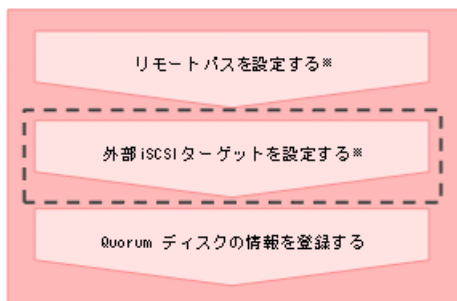 リモートパスを設定する※
外部iSCSIターゲットを設定する※
Quorum ディスクの情報を登録する